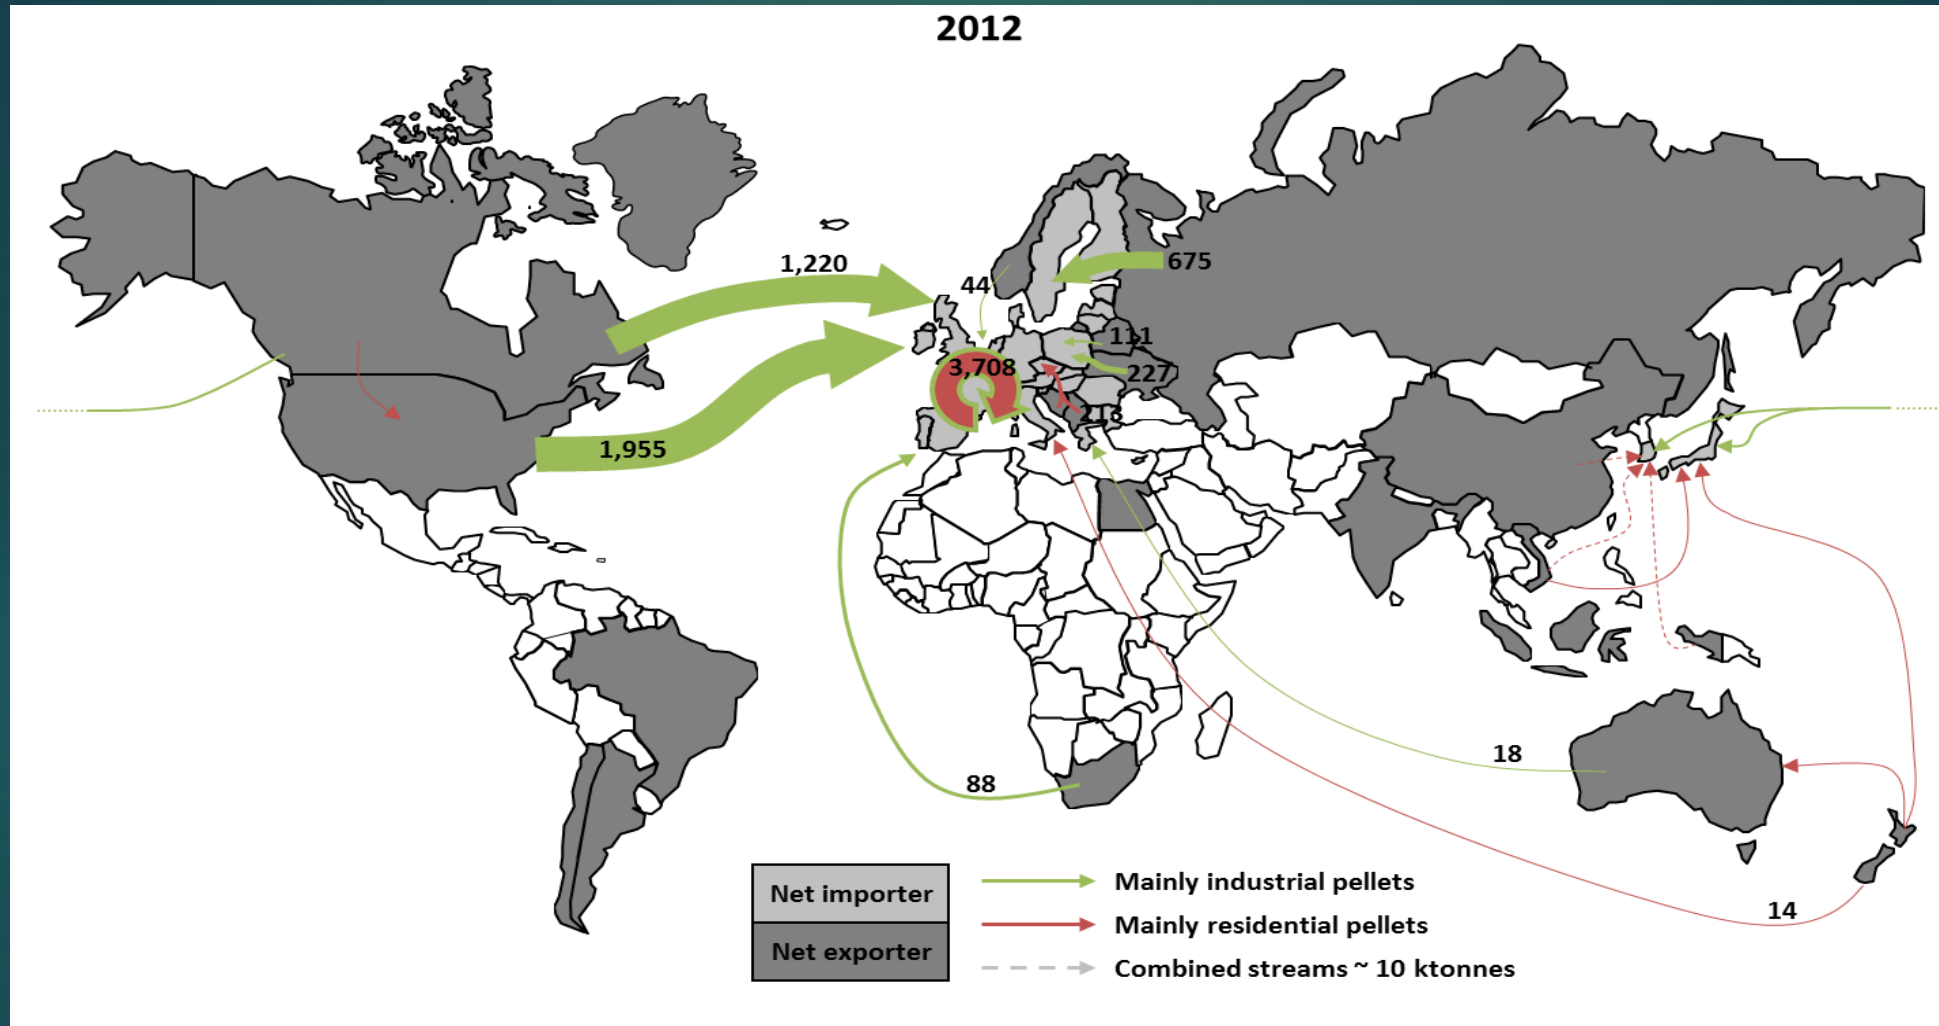 2012
1,220
675
44
111
3,708
227
213
1,955
18
88
14
Net importer
Net exporter
Mainly industrial pellets
Mainly residential pellets
Combined streams ~ 10 ktonnes